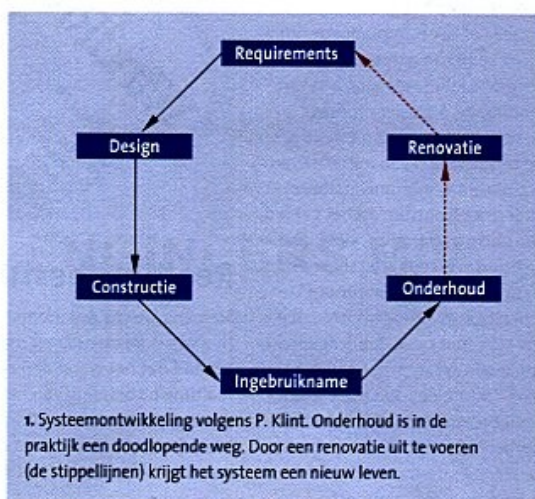 Requirements
Design
Renovatie
Constructie
Onderhoud
Ingebruikname
1. Systeemontwikkeling volgens P. Klint. Onderhoud is in de
praktijk een doodlopende weg. Door een renovatie uit te voeren
(de stippellijnen) krijgt het systeem een nieuw leven.